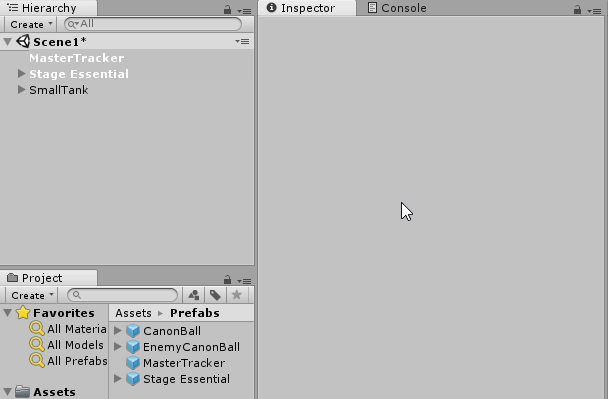 Hierarchy
Create All
Scene1*
MasterTracker
Stage Essential
SmallTank
Project
Create
Favorites
All Materia
All Models
All Prefabs
Assets
Assets Prefabs
CanonBall
EnemyCanonBall
MasterTracker
Stage Essential
Inspector Console